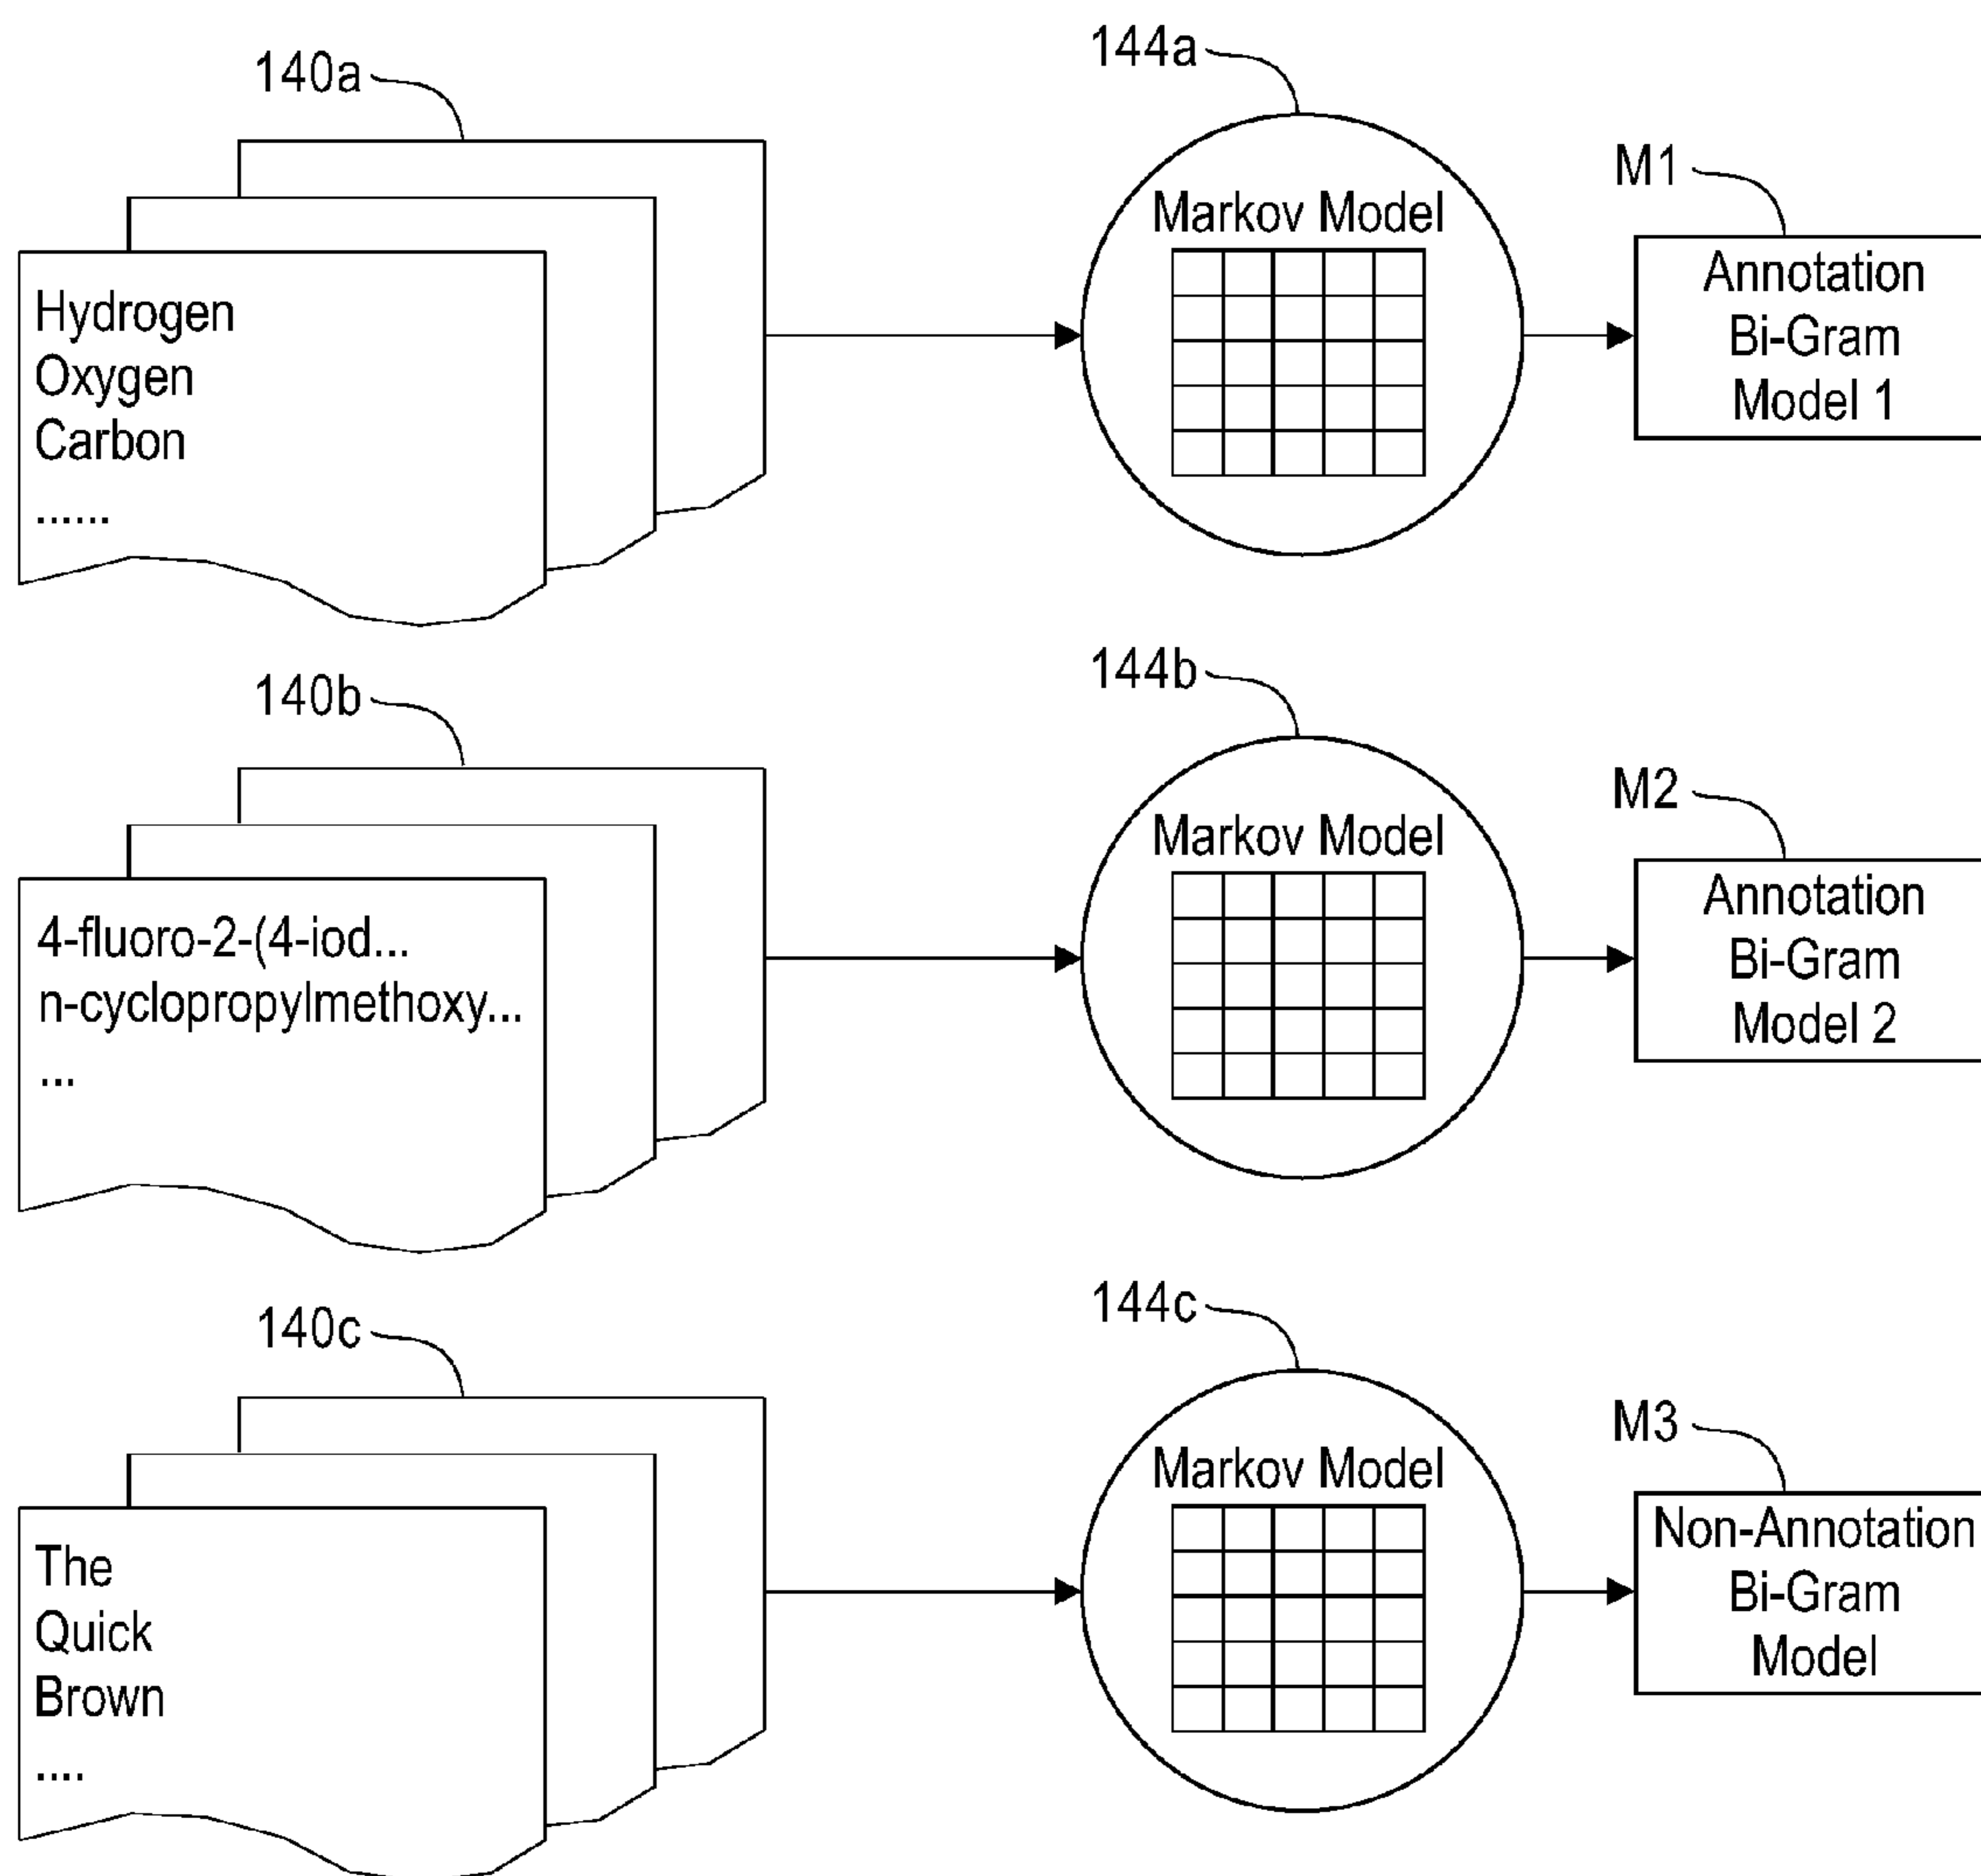 140a
144a
M1
Hydrogen
Oxygen
Carbon
......
Markov Model
Annotation
Bi-Gram
Model 1
140b
144b
M2
4-fluoro-2-(4-iod...
n-cyclopropylmethoxy...
...
Markov Model
Annotation
Bi-Gram
Model 2
140c
144c
M3
The
Quick
Brown
....
Markov Model
Non-Annotation
Bi-Gram
Model